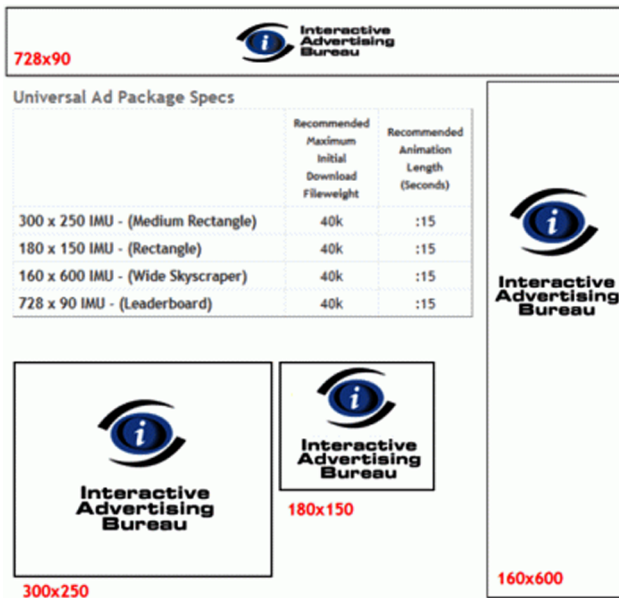 Interactive
Advertising
Bureau
728x90
Universal Ad Package Specs
Recommended
Maximum
Initial
Download
Fileweight
Recommended
Animation
Length
(Seconds)
300 x 250 IMU - (Medium Rectangle) 40k :15
180 x 150 IMU - (Rectangle) 40k :15
160 x 600 IMU - (Wide Skyscraper) 40k :15
728 x 90 IMU - (Leaderboard) 40k :15
i
Interactive
Advertising
Bureau
160x600
i
Interactive
Advertising
Bureau
300x250
i
Interactive
Advertising
Bureau
180x150